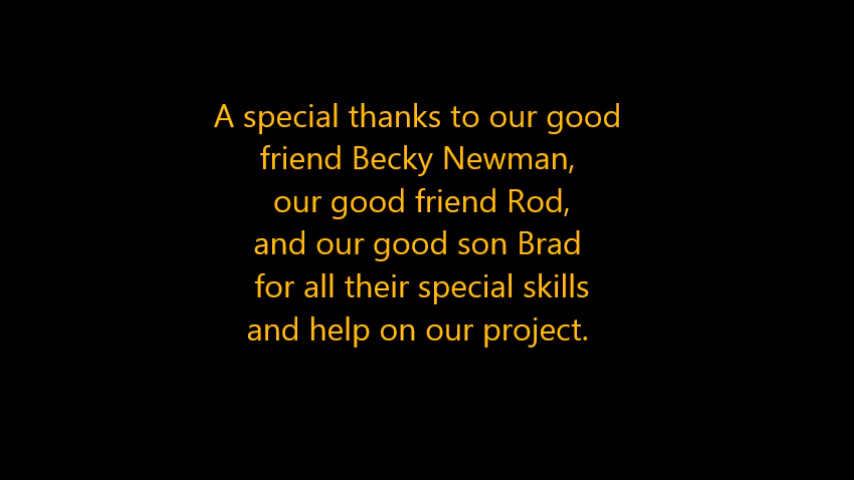 A special thanks to our good
friend Becky Newman,
our good friend Rod,
and our good son Brad
for all their special skills
and help on our project.